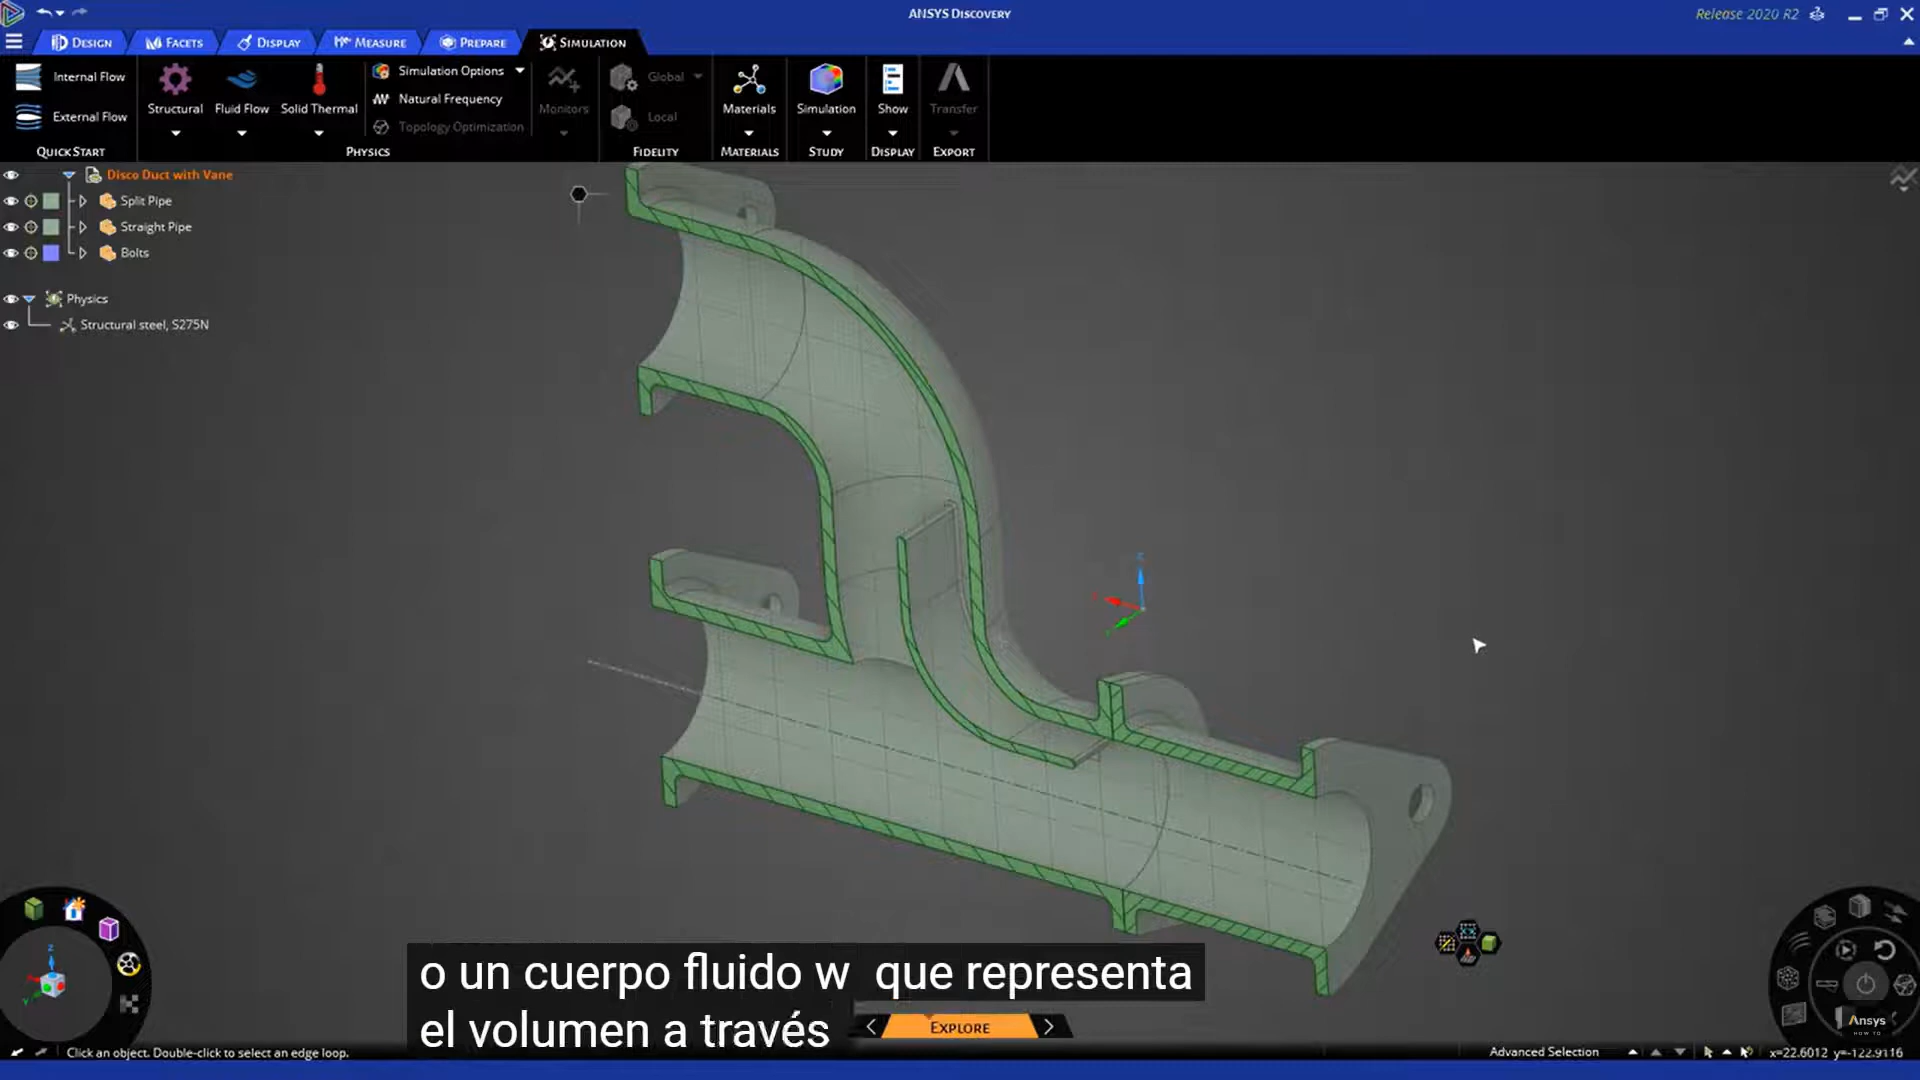 ANSYS DISCOVERY
Release 2020 R2
DESIGN
FACETS
DISPLAY
MEASURE
PREPARE
SIMULATION
Internal Flow
External Flow
QUICK START
Structural
Fluid Flow
Solid Thermal
Simulation Options
Natural Frequency
Topology Optimization
PHYSICS
Monitors
Global
Local
FIDELITY
Materials
MATERIALS
Simulation
STUDY
Show
DISPLAY
Transfer
EXPORT
Disco Duct with Vane
Split Pipe
Straight Pipe
Bolts
Physics
Structural steel, S275N
o un cuerpo fluido w  que representa
el volumen a través
EXPLORE
Ansys
HOW TO
Click an object. Double-click to select an edge loop.
Advanced Selection
x=22.6012 y=-122.9116